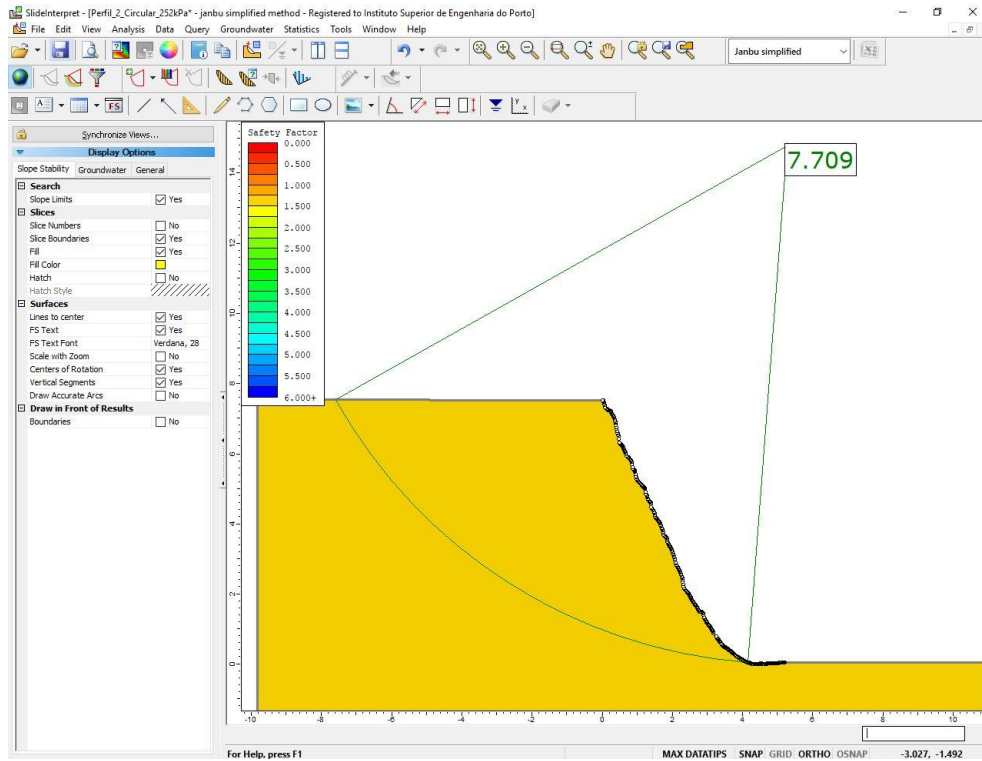 SlideInterpret - [Perfil_2_Circular_252kPa* - janbu simplified method - Registered to Instituto Superior de Engenharia do Porto]
File Edit View Analysis Data Query Groundwater Statistics Tools Window Help
Janbu simplified
A FS
Synchronize Views...
Display Options
Slope Stability Groundwater General
Search
Slope Limits Yes
Slices
Slice Numbers No
Slice Boundaries Yes
Fill Yes
Fill Color
Hatch No
Hatch Style
Surfaces
Lines to center Yes
FS Text Yes
FS Text Font Verdana, 28
Scale with Zoom No
Centers of Rotation Yes
Vertical Segments Yes
Draw Accurate Arcs No
Draw in Front of Results
Boundaries No
Safety Factor
0.000
0.500
1.000
1.500
2.000
2.500
3.000
3.500
4.000
4.500
5.000
5.500
6.000+
7.709
14
12
10
8
6
4
2
0
-10 -8 -6 -4 -2 0 2 4 6 8 10
For Help, press F1
MAX DATATIPS SNAP GRID ORTHO OSNAP -3.027, -1.492